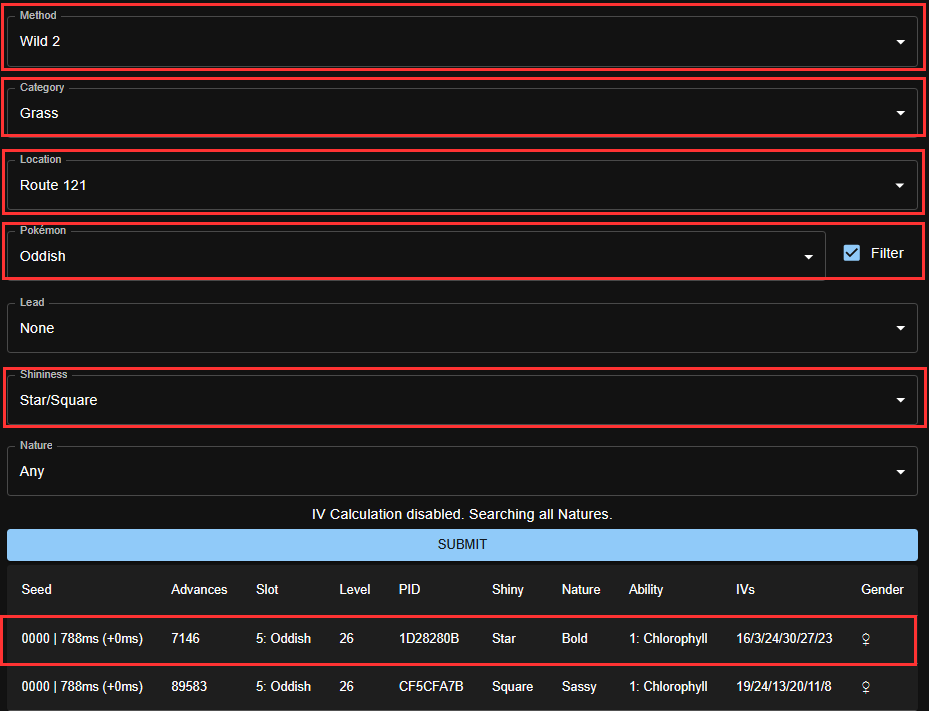 Method
Wild 2
Category
Grass
Location
Route 121
Pokémon
Oddish
Filter
Lead
None
Shininess
Star/Square
Nature
Any
IV Calculation disabled. Searching all Natures.
SUBMIT
Seed Advances Slot Level PID Shiny Nature Ability IVs Gender
0000 | 788ms (+0ms) 7146 5: Oddish 26 1D28280B Star Bold 1: Chlorophyll 16/3/24/30/27/23 ♀
0000 | 788ms (+0ms) 89583 5: Oddish 26 CF5CFA7B Square Sassy 1: Chlorophyll 19/24/13/20/11/8 ♀